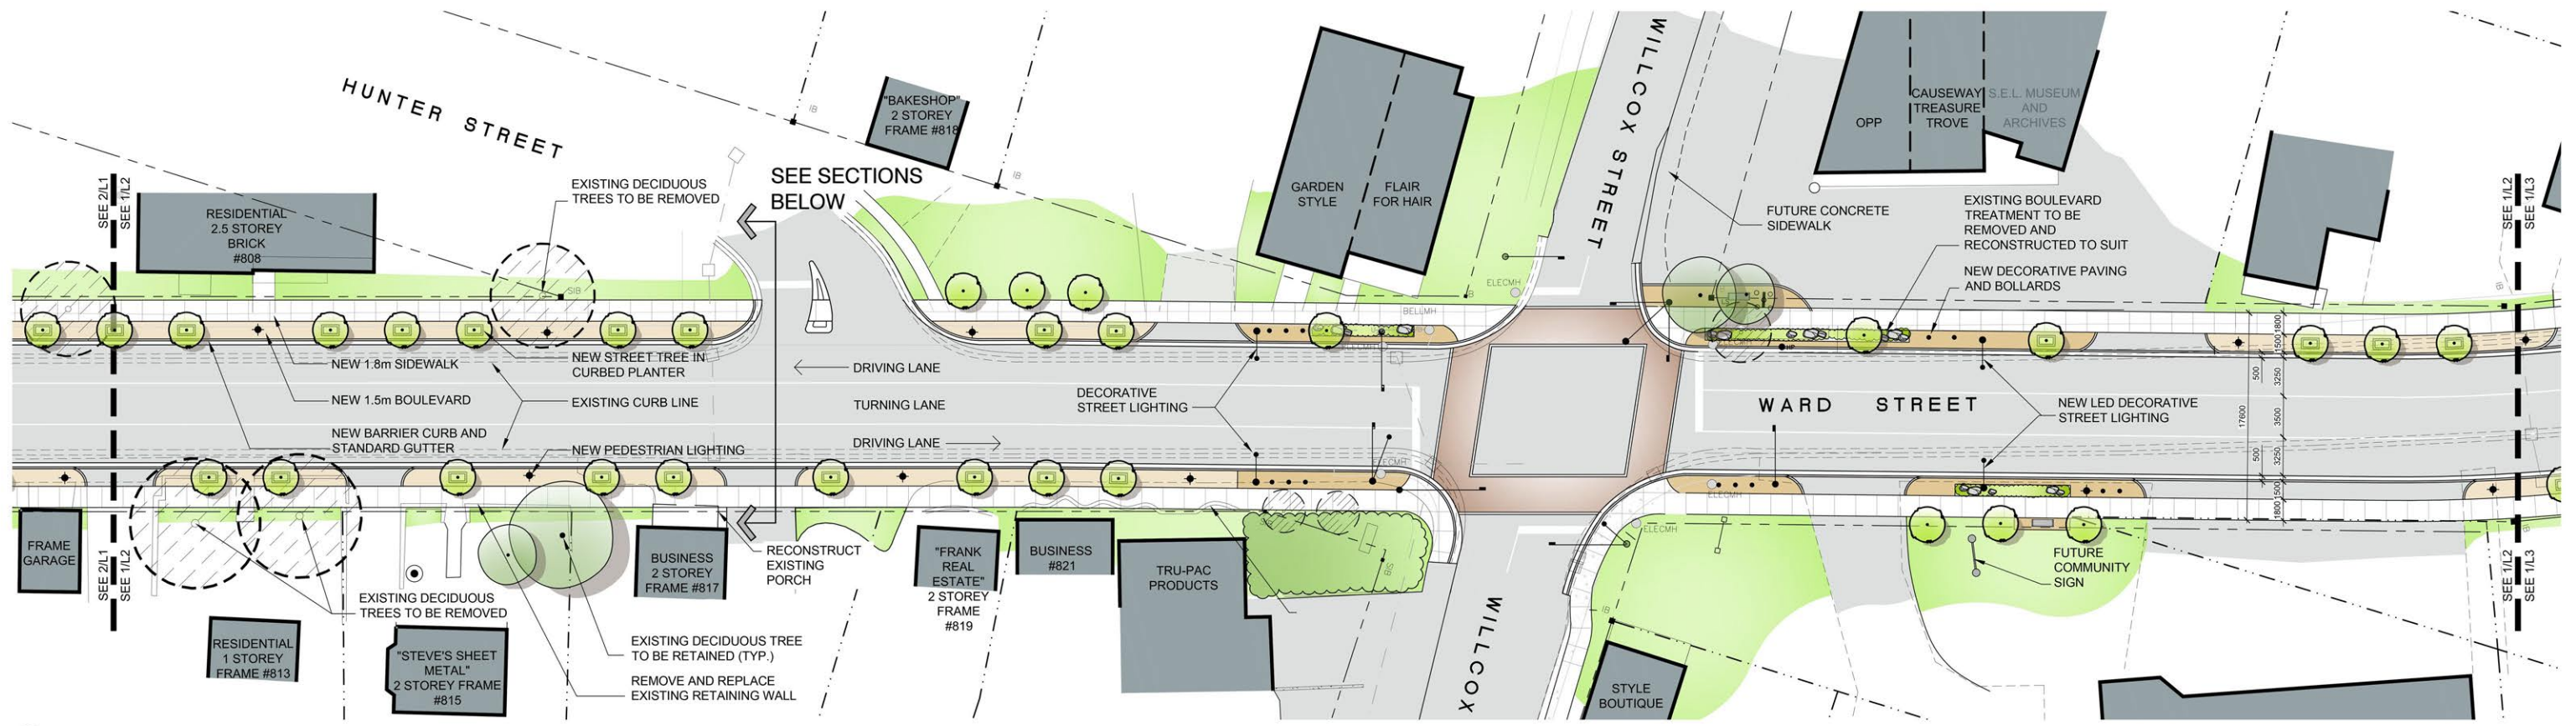 HUNTER STREET
"BAKESHOP"
2 STOREY
FRAME #818
IB
IB
WILLCOX STREET
OPP
CAUSEWAY
TREASURE
TROVE
S.E.L. MUSEUM
AND
ARCHIVES
SEE 2/L1
SEE 1/L2
RESIDENTIAL
2.5 STOREY
BRICK
#808
EXISTING DECIDUOUS
TREES TO BE REMOVED
SEE SECTIONS
BELOW
GARDEN
STYLE
FLAIR
FOR HAIR
FUTURE CONCRETE
SIDEWALK
EXISTING BOULEVARD
TREATMENT TO BE
REMOVED AND
RECONSTRUCTED TO SUIT
NEW DECORATIVE PAVING
AND BOLLARDS
SEE 1/L2
SEE 1/L3
SIB
IB
ELECMH
BELLMH
NEW 1.8m SIDEWALK
NEW STREET TREE IN
CURBED PLANTER
DRIVING LANE
NEW 1.5m BOULEVARD
EXISTING CURB LINE
TURNING LANE
DECORATIVE
STREET LIGHTING
WARD STREET
NEW LED DECORATIVE
STREET LIGHTING
NEW BARRIER CURB AND
STANDARD GUTTER
NEW PEDESTRIAN LIGHTING
DRIVING LANE
1800
1500
500
3250
17600
3500
500
3250
1500
1800
ELECMH
ELECMH
ELECMH
FRAME
GARAGE
SEE 2/L1
SEE 1/L2
EXISTING DECIDUOUS
TREES TO BE REMOVED
BUSINESS
2 STOREY
FRAME #817
RECONSTRUCT
EXISTING
PORCH
"FRANK
REAL
ESTATE"
2 STOREY
FRAME
#819
BUSINESS
#821
TRU-PAC
PRODUCTS
SIB
IB
FUTURE
COMMUNITY
SIGN
SEE 1/L2
SEE 1/L3
RESIDENTIAL
1 STOREY
FRAME #813
"STEVE'S SHEET
METAL"
2 STOREY FRAME
#815
EXISTING DECIDUOUS TREE
TO BE RETAINED (TYP.)
REMOVE AND REPLACE
EXISTING RETAINING WALL
WILLCOX
STYLE
BOUTIQUE